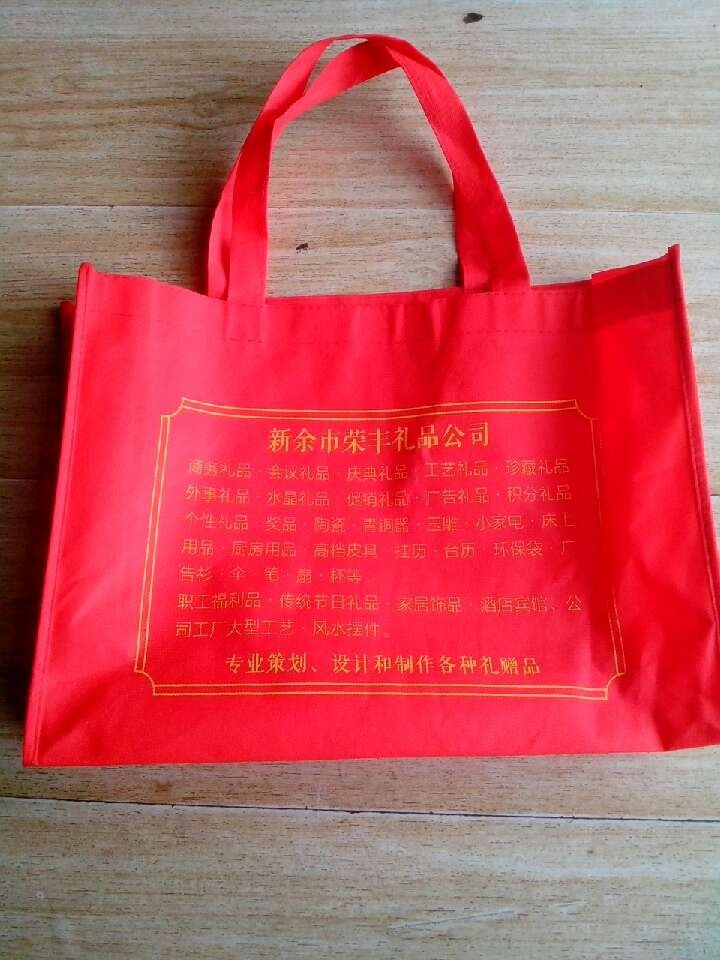 新余市荣丰礼品公司
商务礼品·会议礼品·庆典礼品·工艺礼品·珍藏礼品
外事礼品·水晶礼品·促销礼品·广告礼品·积分礼品
个性礼品·奖品·陶瓷·青铜器·玉雕·小家电·床上
用品·厨房用品·高档皮具·挂历·台历·环保袋·广
告衫·伞·笔·扇·杯等
职工福利品·传统节日礼品·家居饰品·酒店宾馆、公
司工厂大型工艺·风水摆件。
专业策划、设计和制作各种礼赠品